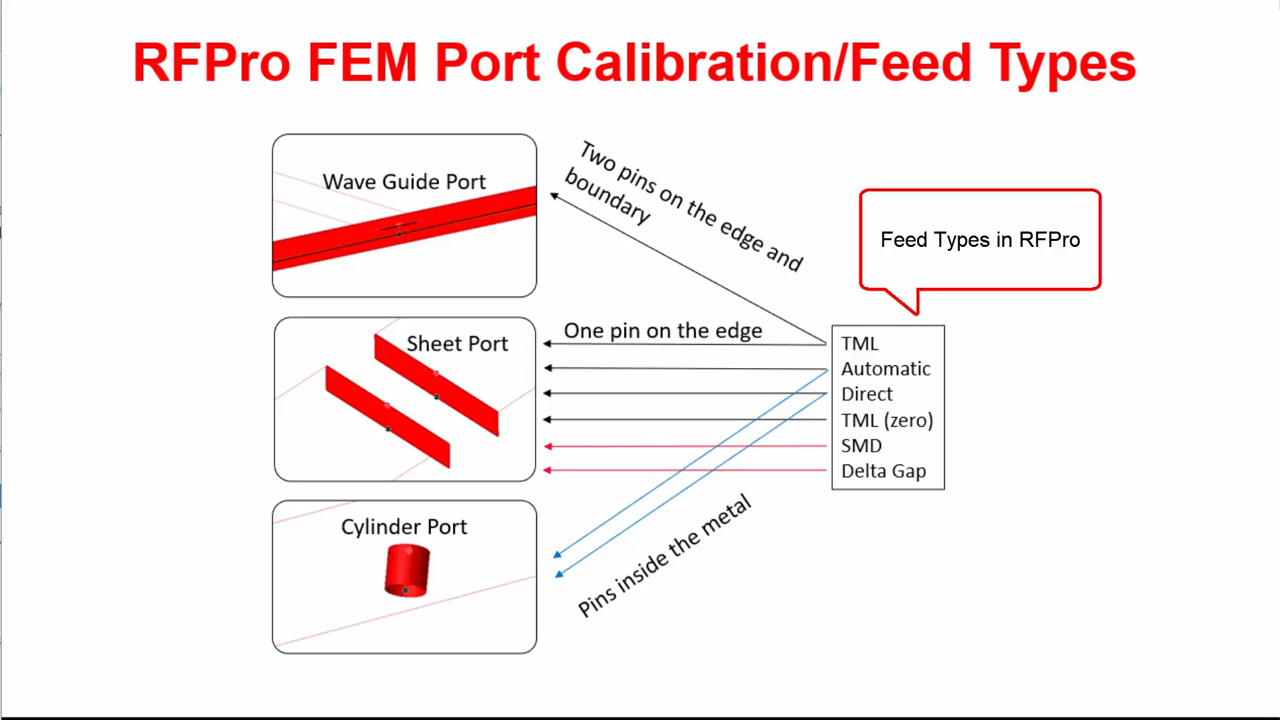 RFPro FEM Port Calibration/Feed Types
Wave Guide Port
Two pins on the edge and
boundary
Feed Types in RFPro
One pin on the edge
Sheet Port
TML
Automatic
Direct
TML (zero)
SMD
Delta Gap
Cylinder Port
Pins inside the metal